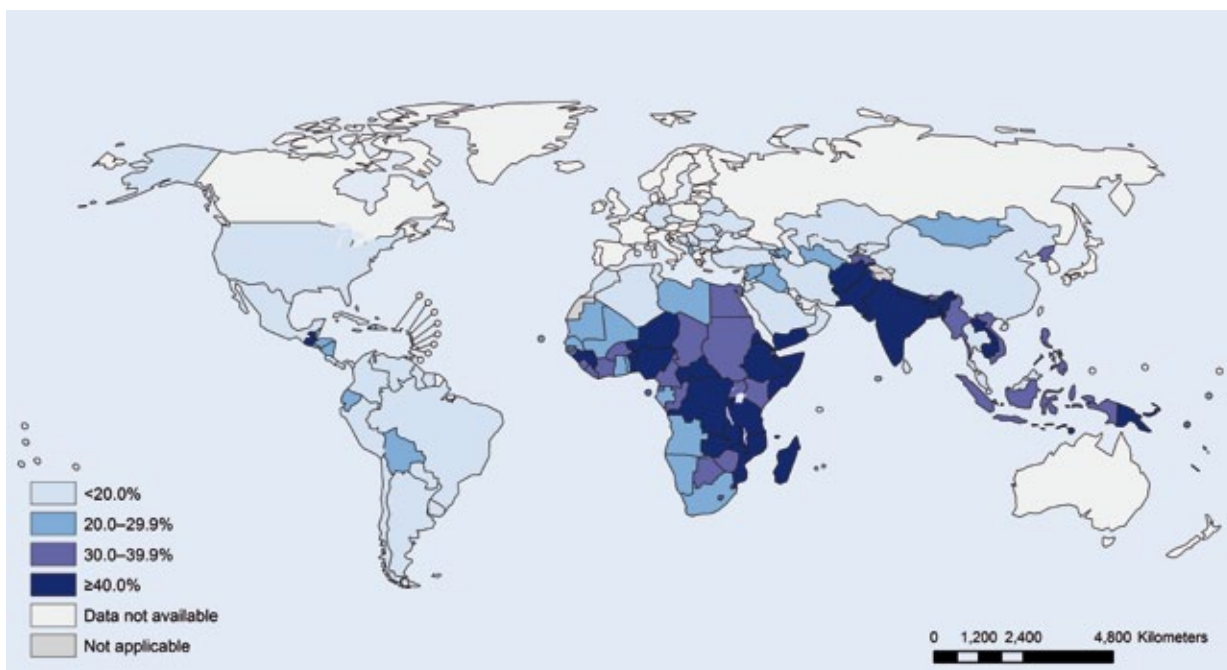 <20.0%
20.0–29.9%
30.0–39.9%
≥40.0%
Data not available
Not applicable
0 1,200 2,400 4,800 Kilometers